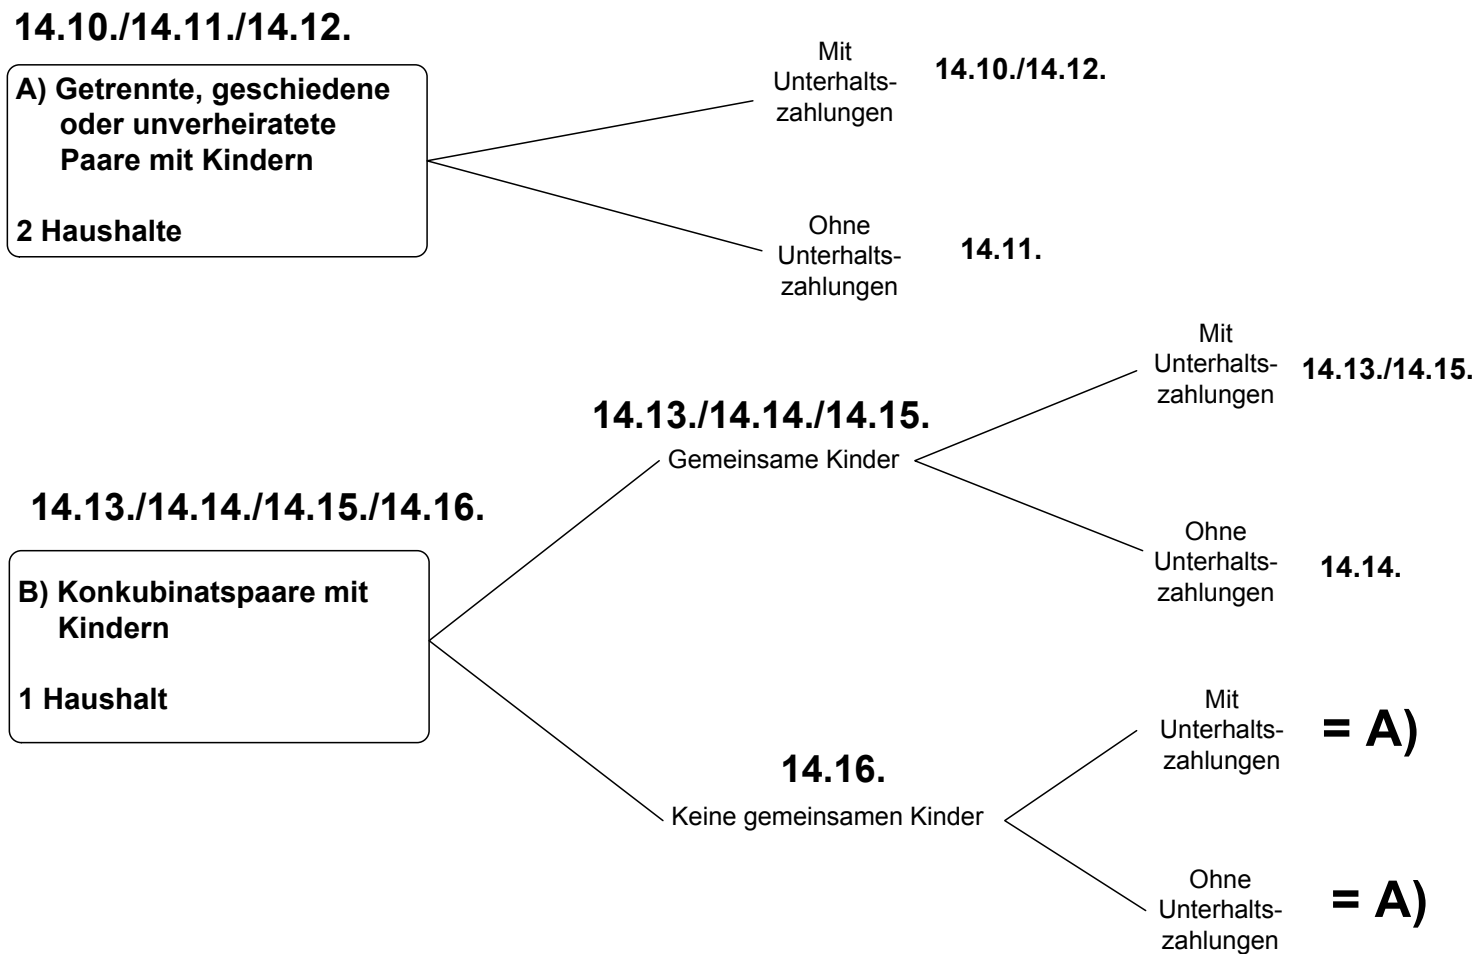 14.10./14.11./14.12.
A) Getrennte, geschiedene
oder unverheiratete
Paare mit Kindern
2 Haushalte
Mit
Unterhalts-
zahlungen
14.10./14.12.
Ohne
Unterhalts-
zahlungen
14.11.
14.13./14.14./14.15./14.16.
B) Konkubinatspaare mit
Kindern
1 Haushalt
14.13./14.14./14.15.
Gemeinsame Kinder
Mit
Unterhalts-
zahlungen
14.13./14.15.
Ohne
Unterhalts-
zahlungen
14.14.
14.16.
Keine gemeinsamen Kinder
Mit
Unterhalts-
zahlungen
= A)
Ohne
Unterhalts-
zahlungen
= A)